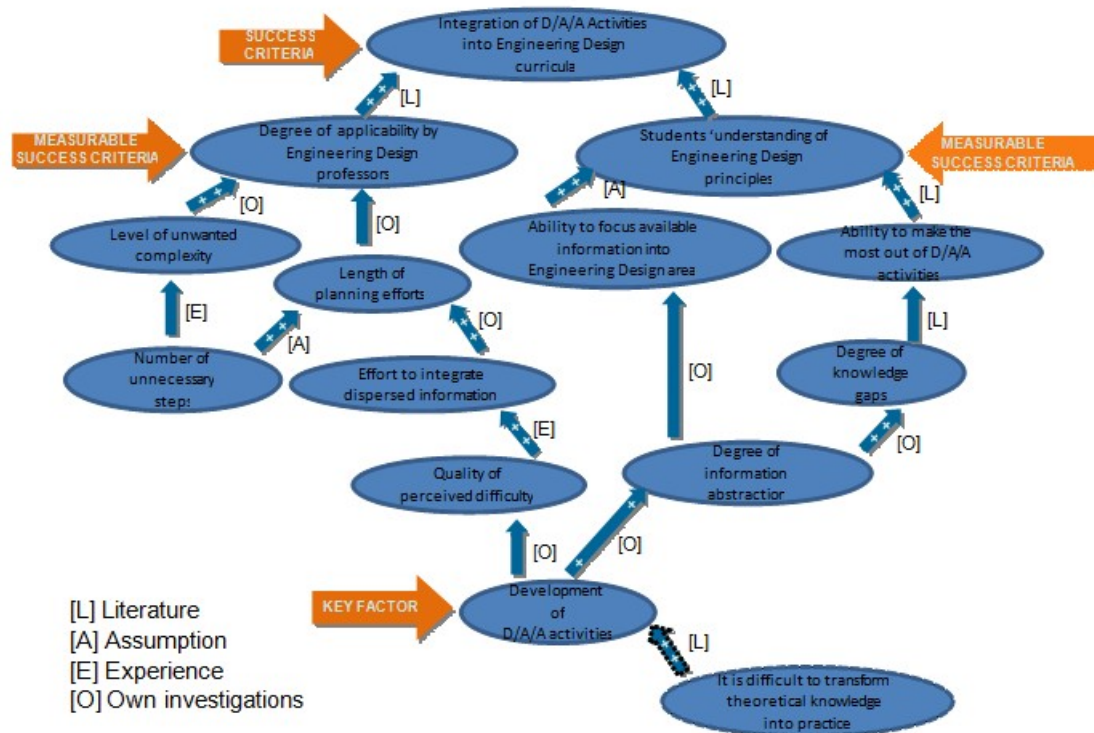 SUCCESS
CRITERIA
Integration of D/A/A Activities
into Engineering Design
curricula
[L]
[L]
MEASURABLE
SUCCESS CRITERIA
Degree of applicability by
Engineering Design
professors
Students ‘understanding of
Engineering Design
principles
MEASURABLE
SUCCESS CRITERIA
[O]
[O]
[A]
[L]
Level of unwanted
complexity
Length of
planning efforts
Ability to focus available
information into
Engineering Design area
Ability to make the
most out of D/A/A
activities
[E]
[A]
[O]
[O]
[L]
Number of
unnecessary
steps
Effort to integrate
dispersed information
Degree of
knowledge
gaps
[E]
[O]
Quality of
perceived difficulty
Degree of
information
abstraction
[O]
[O]
KEY FACTOR
Development
of
D/A/A activities
[L]
It is difficult to transform
theoretical knowledge
into practice
[L] Literature
[A] Assumption
[E] Experience
[O] Own investigations